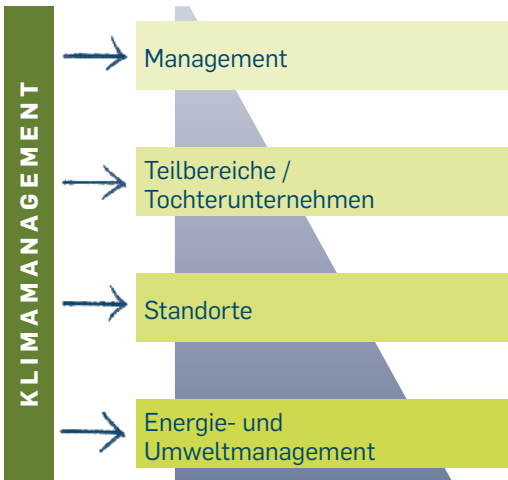 KLIMAMANAGEMENT
Management
Teilbereiche /
Tochterunternehmen
Standorte
Energie- und
Umweltmanagement